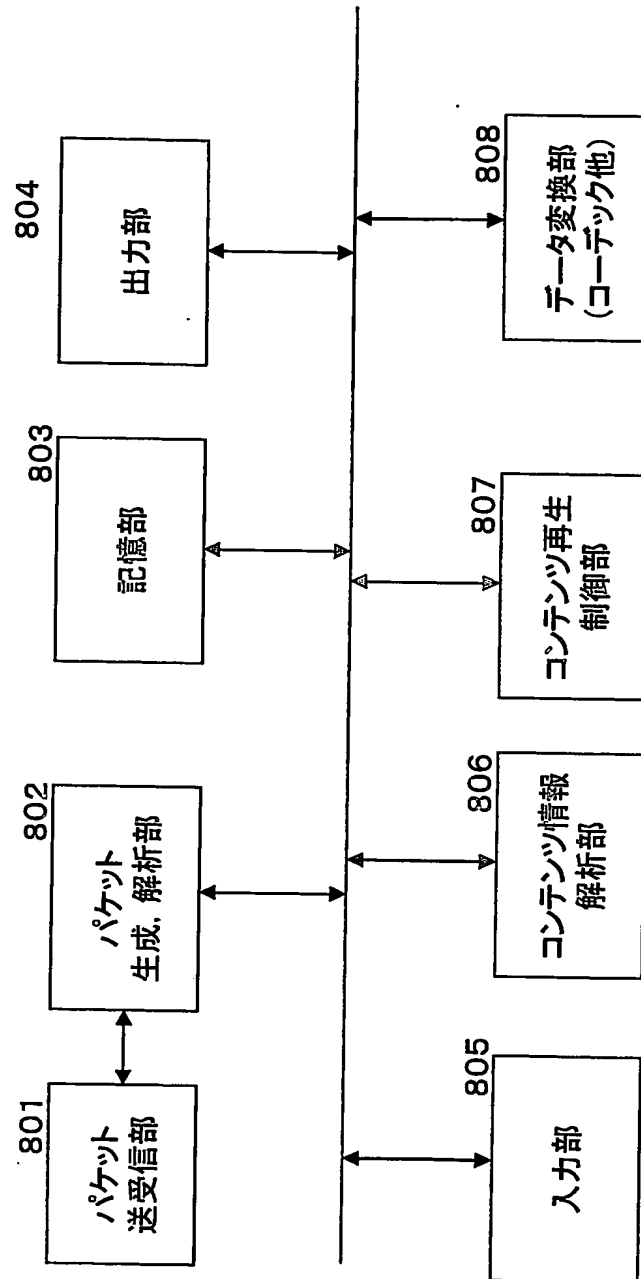 801
パケット
送受信部
802
パケット
生成，解析部
803
記憶部
804
出力部
805
入力部
806
コンテンツ情報
解析部
807
コンテンツ再生
制御部
808
データ変換部
(コーデック他)